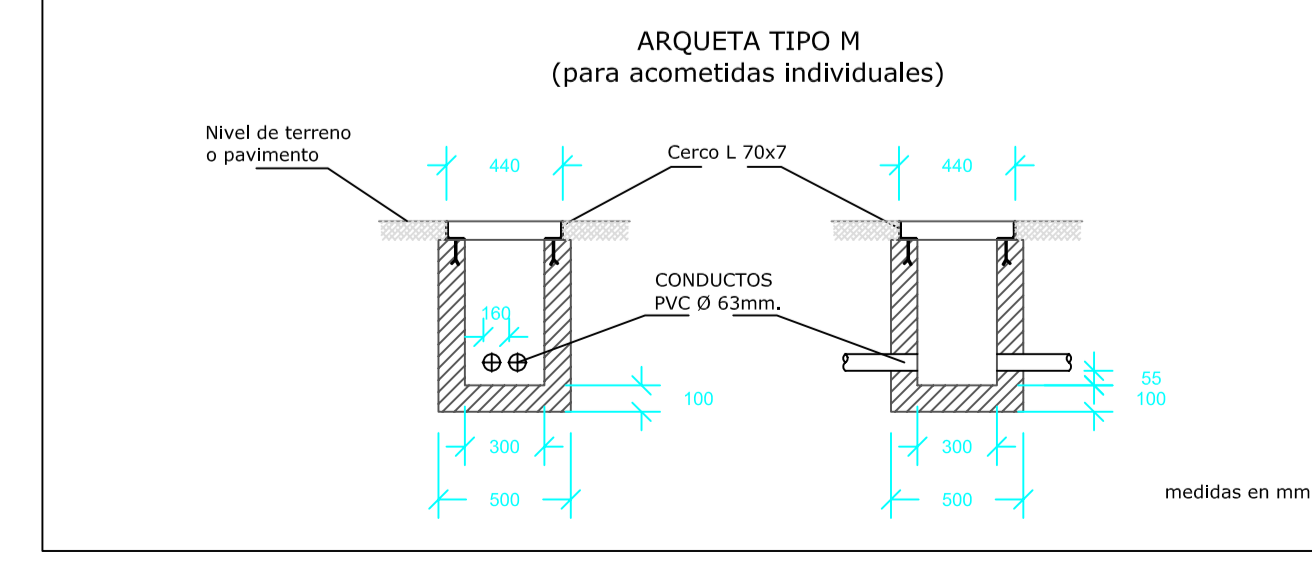 ARQUETA TIPO M
(para acometidas individuales)
Nivel de terreno
o pavimento
440
Cerco L 70x7
440
CONDUCTOS
PVC Ø 63mm.
160
100
55
100
300
300
500
500
medidas en mm